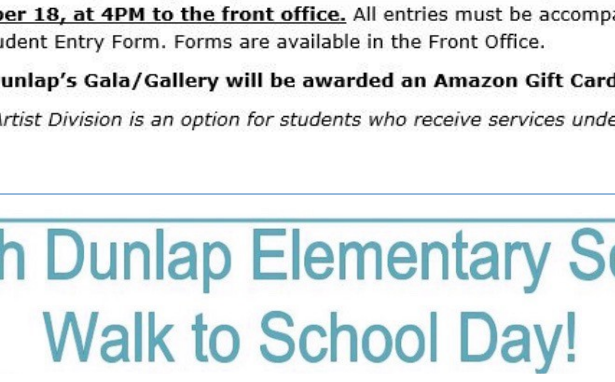 ber 18, at 4PM to the front office. All entries must be accompa
udent Entry Form. Forms are available in the Front Office.
unlap's Gala/Gallery will be awarded an Amazon Gift Card
Artist Division is an option for students who receive services unde
h Dunlap Elementary Sc
Walk to School Day!